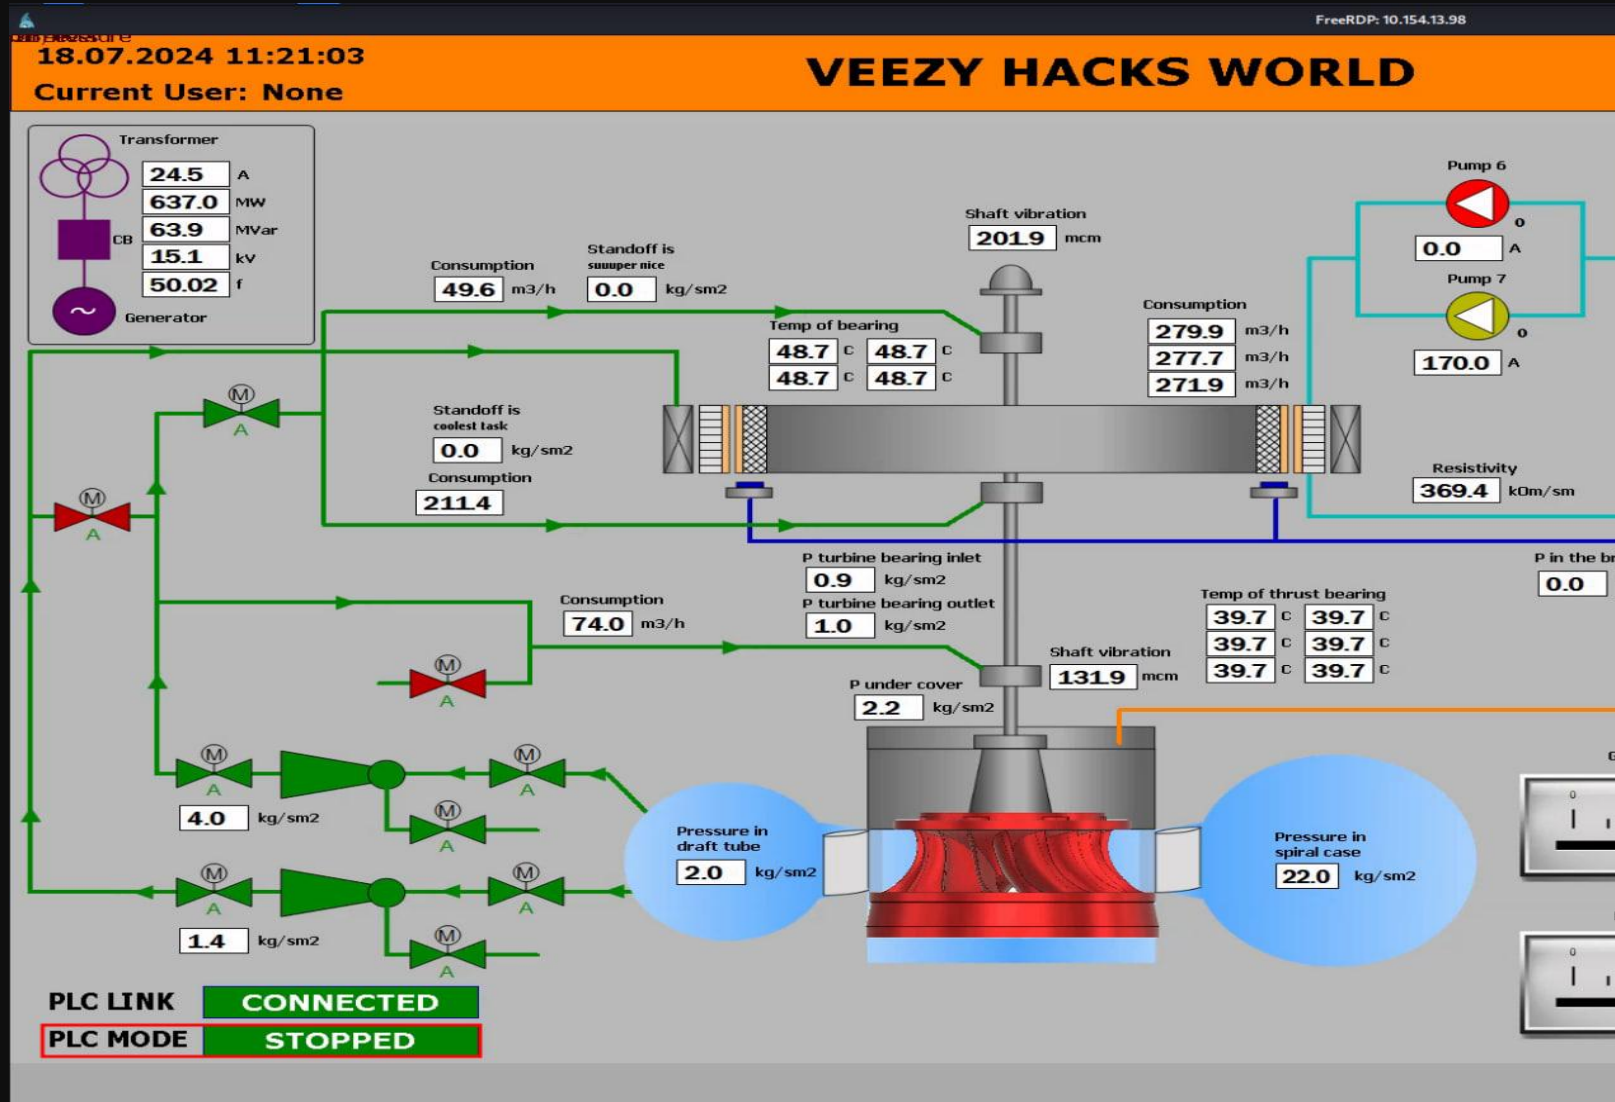 FreeRDP: 10.154.13.98
18.07.2024 11:21:03
Current User: None
VEEZY HACKS WORLD
Transformer
24.5 A
637.0 MW
63.9 MVar
15.1 kV
50.02 f
CB
~
Generator
Consumption
49.6 m3/h
Standoff is
suuuper nice
0.0 kg/sm2
Shaft vibration
201.9 mcm
Pump 6
0
0.0 A
Pump 7
0
170.0 A
Temp of bearing
48.7 C 48.7 C
48.7 C 48.7 C
Consumption
279.9 m3/h
277.7 m3/h
271.9 m3/h
M
A
Standoff is
coolest task
0.0 kg/sm2
Consumption
211.4
M
A
Resistivity
369.4 kOm/sm
P turbine bearing inlet
0.9 kg/sm2
P turbine bearing outlet
1.0 kg/sm2
P in the br
0.0
Consumption
74.0 m3/h
Temp of thrust bearing
39.7 C 39.7 C
39.7 C 39.7 C
39.7 C 39.7 C
Shaft vibration
131.9 mcm
M
A
P under cover
2.2 kg/sm2
M
A
M
A
4.0 kg/sm2
M
A
Pressure in
draft tube
2.0 kg/sm2
Pressure in
spiral case
22.0 kg/sm2
M
A
M
A
1.4 kg/sm2
M
A
G
0
0
PLC LINK CONNECTED
PLC MODE STOPPED